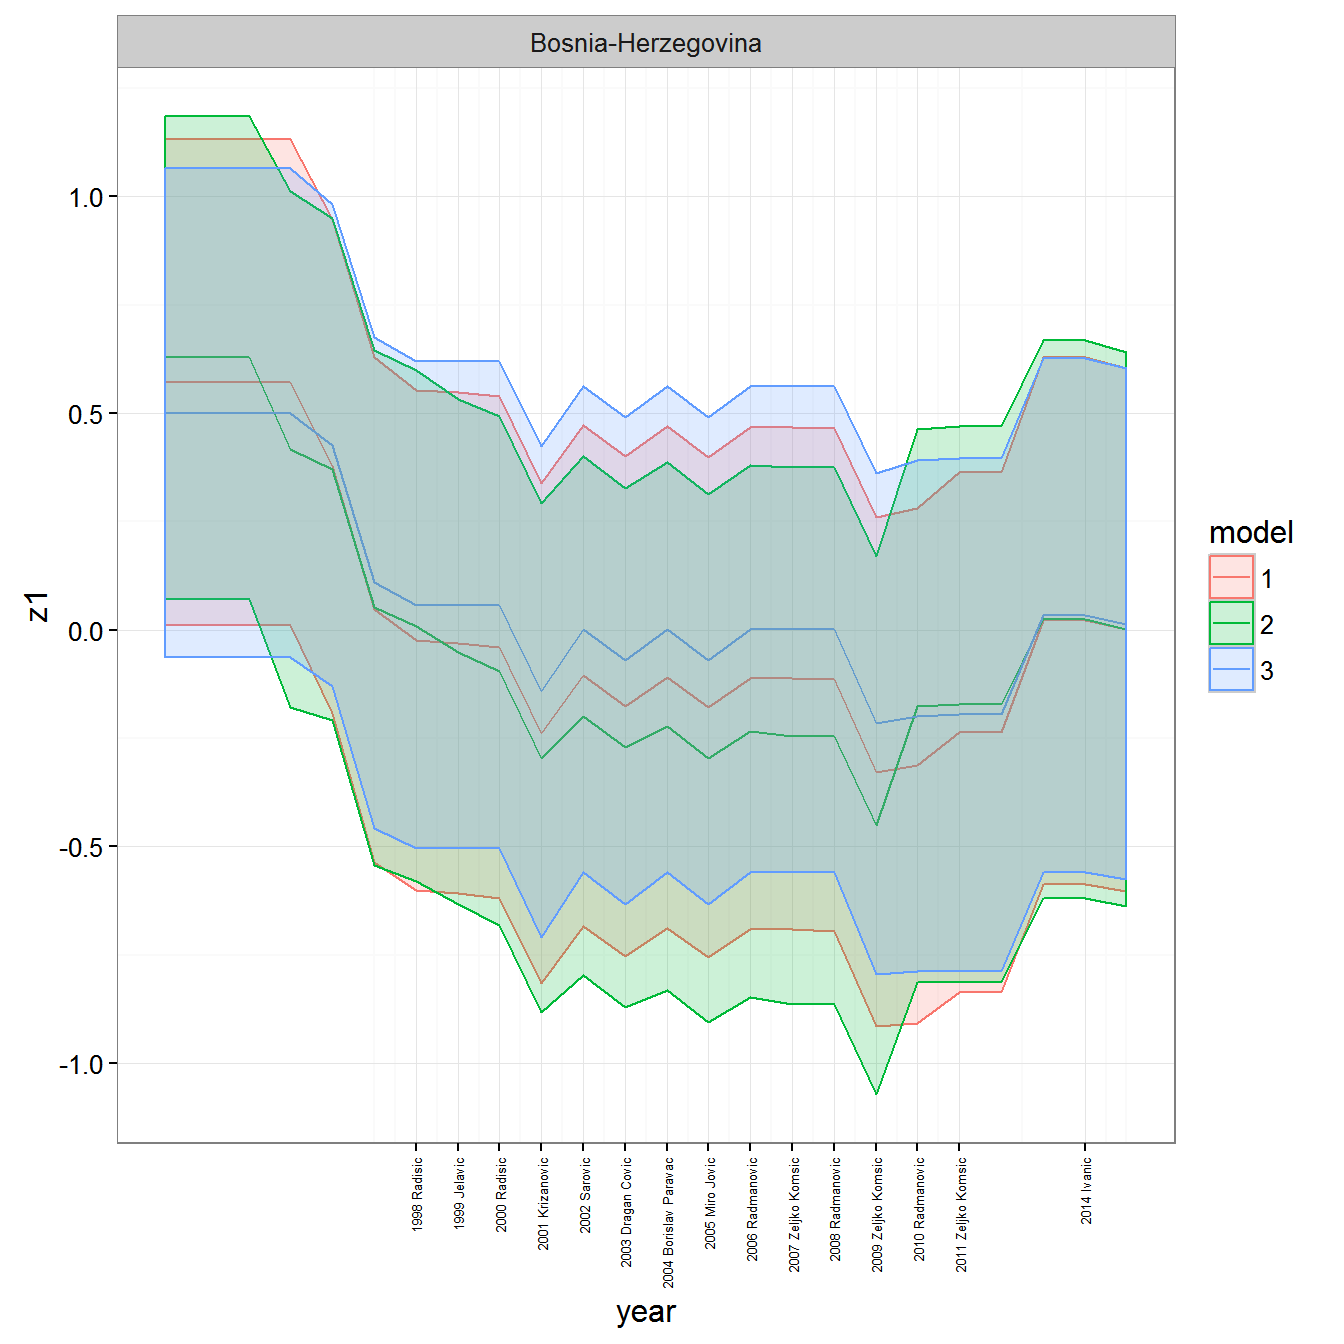 Bosnia-Herzegovina
1.0
0.5
0.0
-0.5
-1.0
z1
1998 Radisic
1999 Jelavic
2000 Radisic
2001 Krizanovic
2002 Sarovic
2003 Dragan Covic
2004 Borislav Paravac
2005 Miro Jovic
2006 Radmanovic
2007 Zeljko Komsic
2008 Radmanovic
2009 Zeljko Komsic
2010 Radmanovic
2011 Zeljko Komsic
2014 Ivanic
year
model
1
2
3